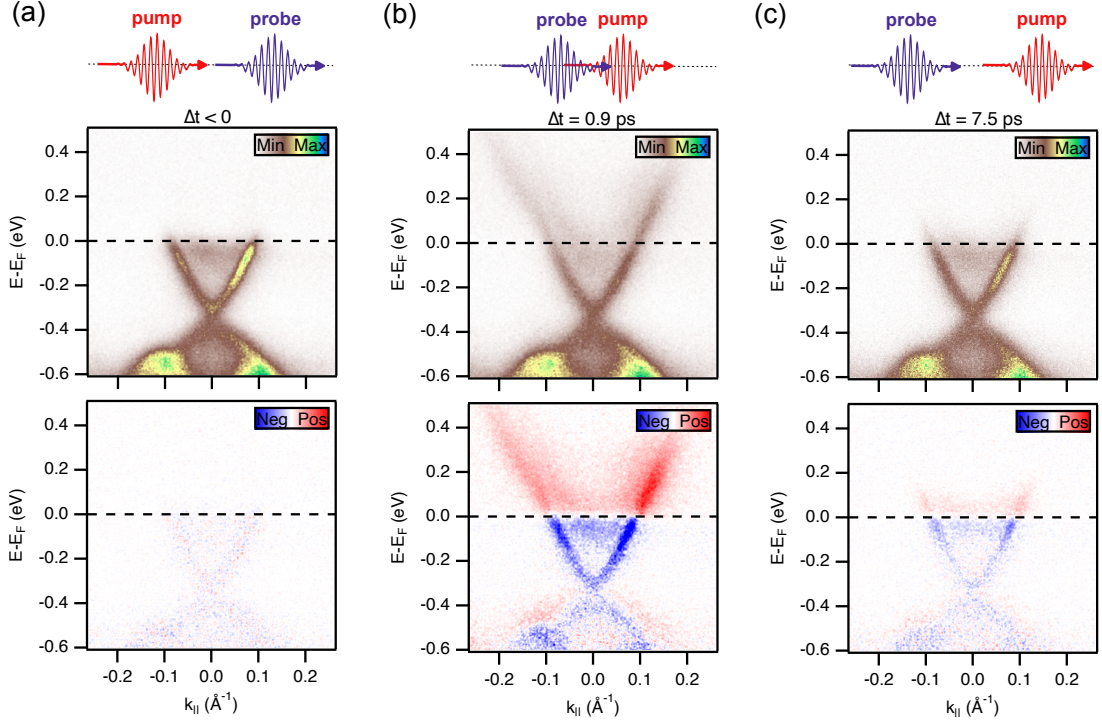 (a)
pump probe
Δt < 0
Min Max
E-E_F (eV)
0.4
0.2
0.0
-0.2
-0.4
-0.6
Neg Pos
E-E_F (eV)
0.4
0.2
0.0
-0.2
-0.4
-0.6
-0.2 -0.1 0.0 0.1 0.2
k_|| (Å⁻¹)
(b)
probe pump
Δt = 0.9 ps
Min Max
E-E_F (eV)
0.4
0.2
0.0
-0.2
-0.4
-0.6
Neg Pos
E-E_F (eV)
0.4
0.2
0.0
-0.2
-0.4
-0.6
-0.2 -0.1 0.0 0.1 0.2
k_|| (Å⁻¹)
(c)
probe pump
Δt = 7.5 ps
Min Max
E-E_F (eV)
0.4
0.2
0.0
-0.2
-0.4
-0.6
Neg Pos
E-E_F (eV)
0.4
0.2
0.0
-0.2
-0.4
-0.6
-0.2 -0.1 0.0 0.1 0.2
k_|| (Å⁻¹)